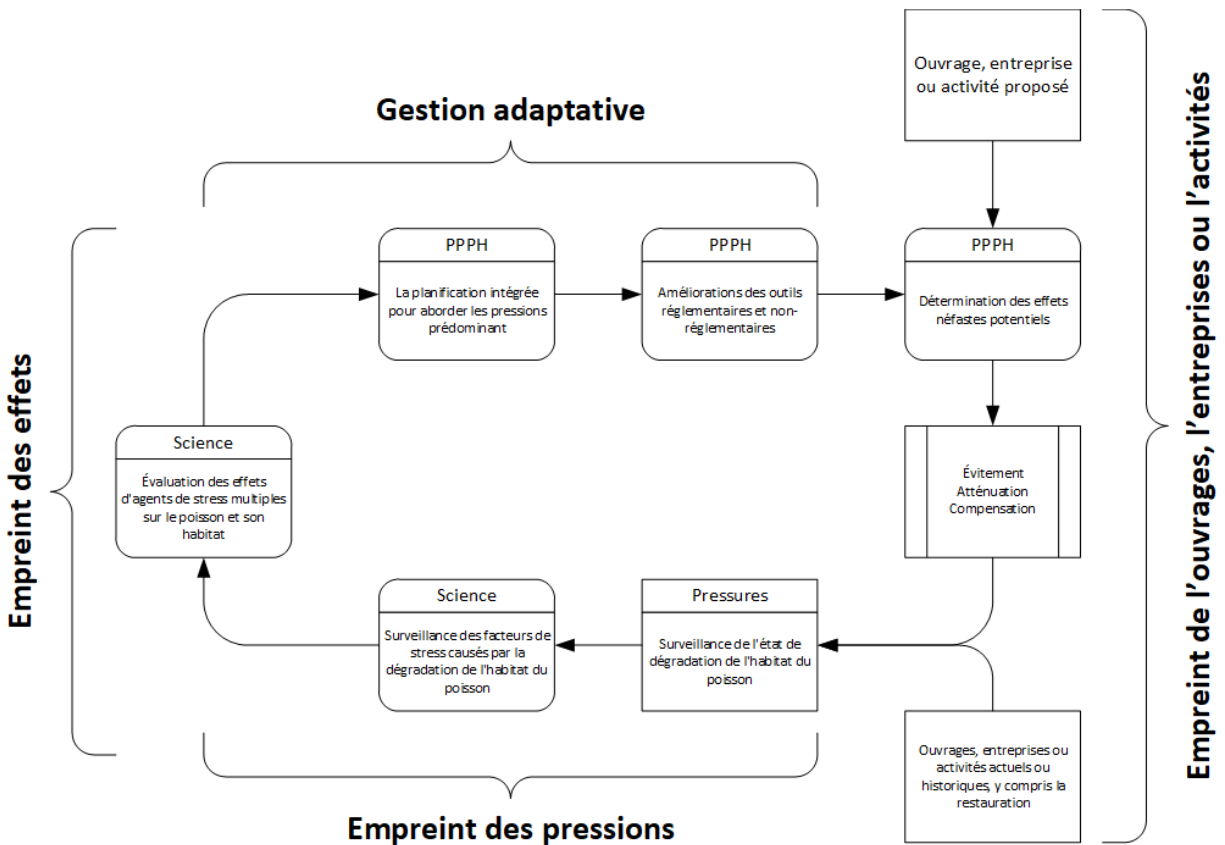 Ouvrage, entreprise
ou activité proposé
Gestion adaptative
PPPH
La planification intégrée
pour aborder les pressions
prédominant
PPPH
Améliorations des outils
réglementaires et non-
réglementaires
PPPH
Détermination des effets
néfastes potentiels
Empreint des effets
Science
Évaluation des effets
d'agents de stress multiples
sur le poisson et son
habitat
Évitement
Atténuation
Compensation
Empreint de l'ouvrages, l'entreprises ou l'activités
Science
Surveillance des facteurs de
stress causés par la
dégradation de l'habitat du
poisson
Pressures
Surveillance de l'état de
dégradation de l'habitat du
poisson
Ouvrages, entreprises ou
activités actuels ou
historiques, y compris la
restauration
Empreint des pressions